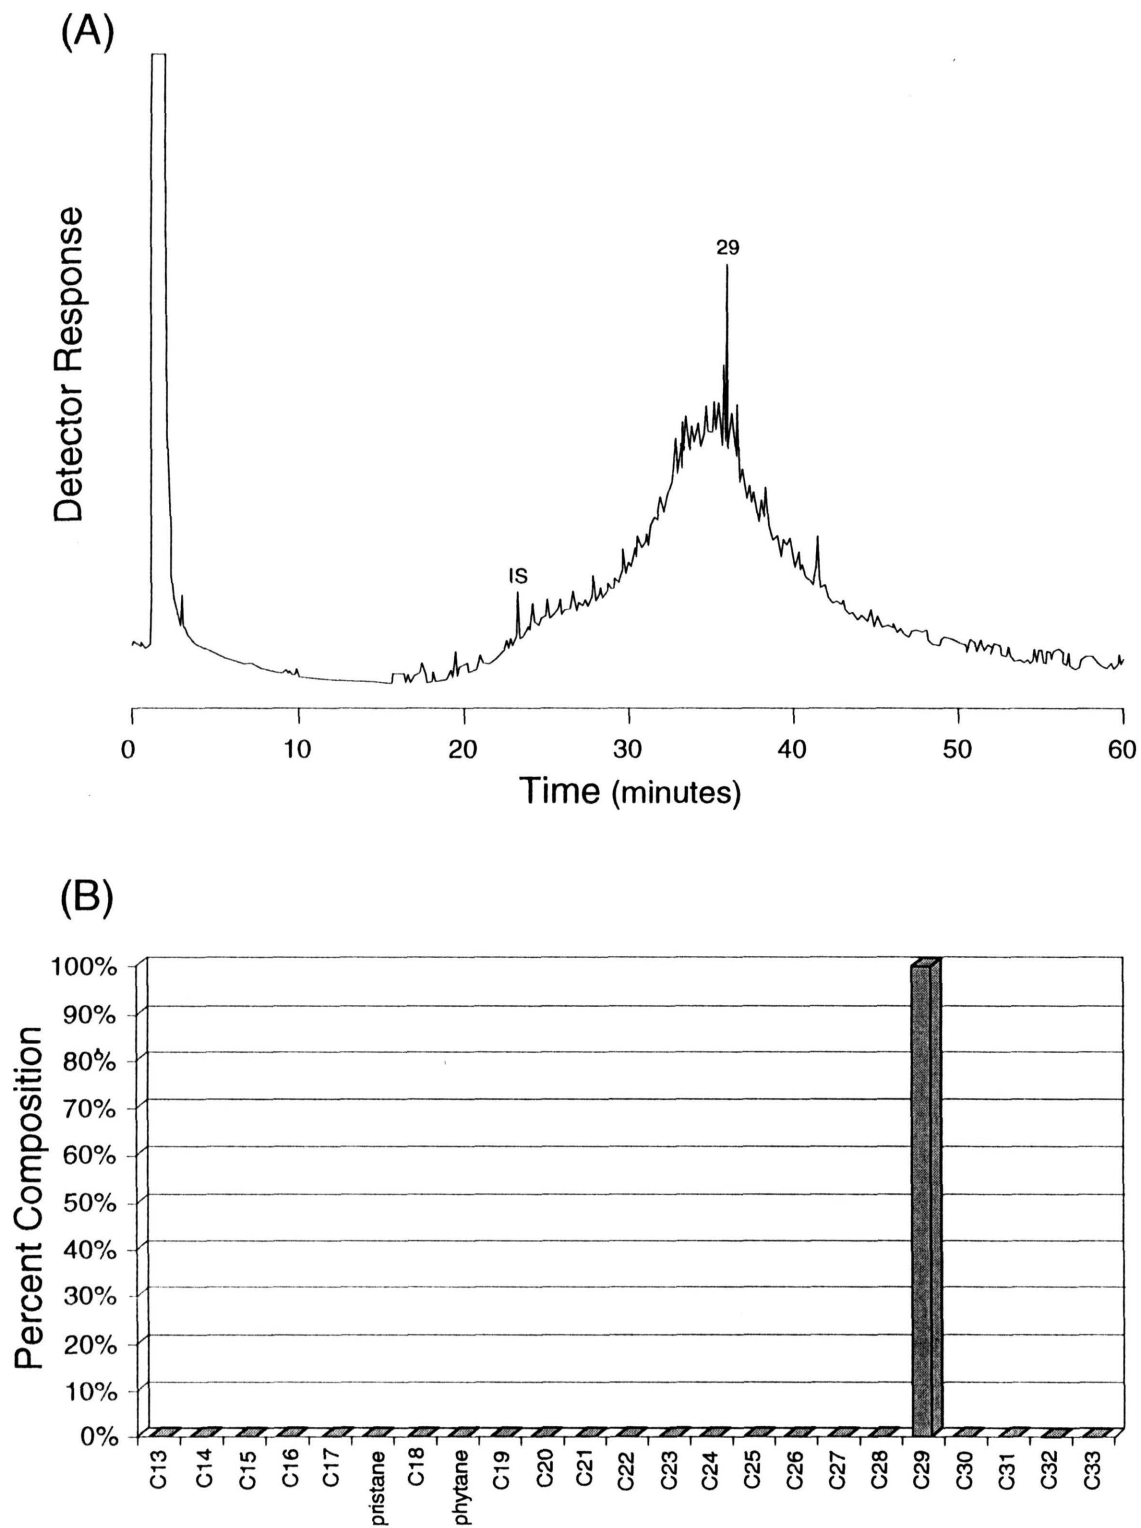 (A)
Detector Response
29
IS
0 10 20 30 40 50 60
Time (minutes)
(B)
Percent Composition
100%
90%
80%
70%
60%
50%
40%
30%
20%
10%
0%
C13 C14 C15 C16 C17 pristane C18 phytane C19 C20 C21 C22 C23 C24 C25 C26 C27 C28 C29 C30 C31 C32 C33